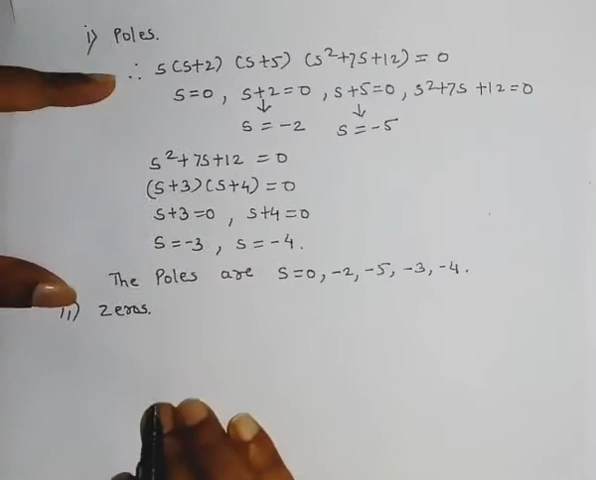 i) Poles.
∴ s(s+2) (s+5) (s²+7s+12) = 0
s=0, s+2=0, s+5=0, s²+7s+12=0
↓ ↓
s=-2 s=-5
s²+7s+12 = 0
(s+3)(s+4)=0
s+3=0, s+4=0
s=-3, s=-4.
The Poles are s=0, -2, -5, -3, -4.
ii) Zeros.